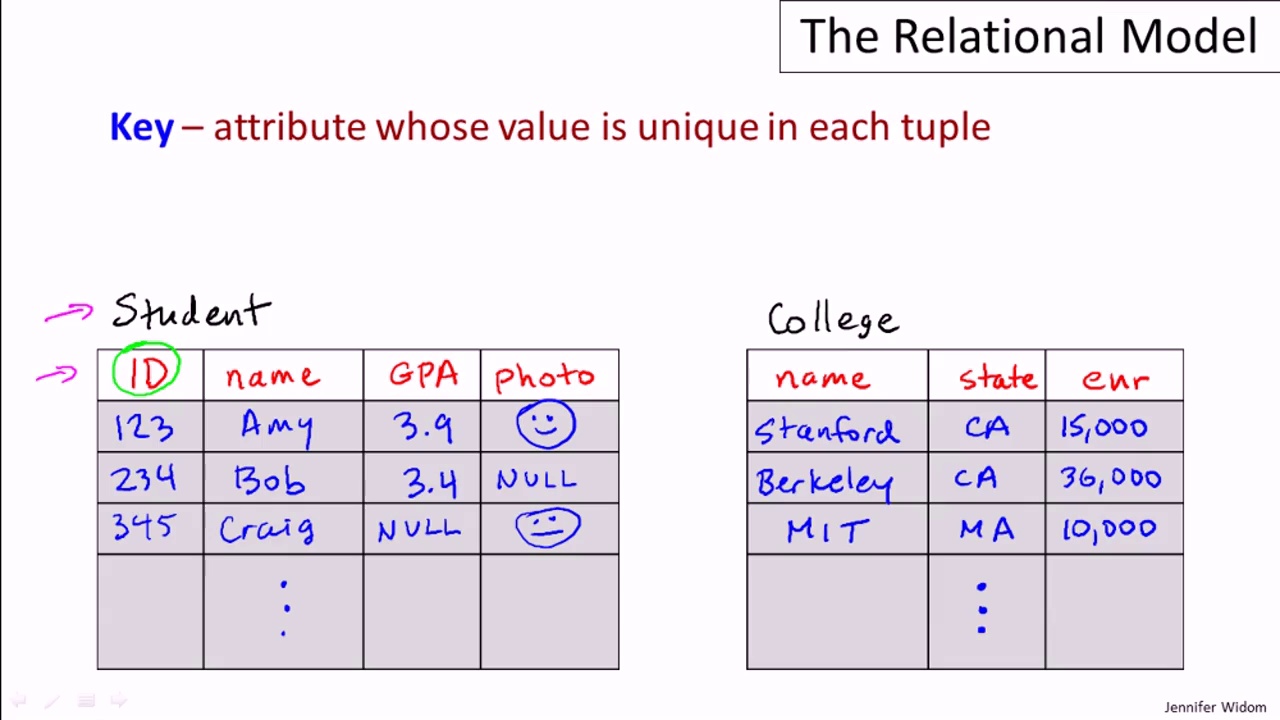 The Relational Model
Key – attribute whose value is unique in each tuple
Student
ID name GPA photo
123 Amy 3.9
234 Bob 3.4 NULL
345 Craig NULL
College
name state enr
Stanford CA 15,000
Berkeley CA 36,000
MIT MA 10,000
Jennifer Widom